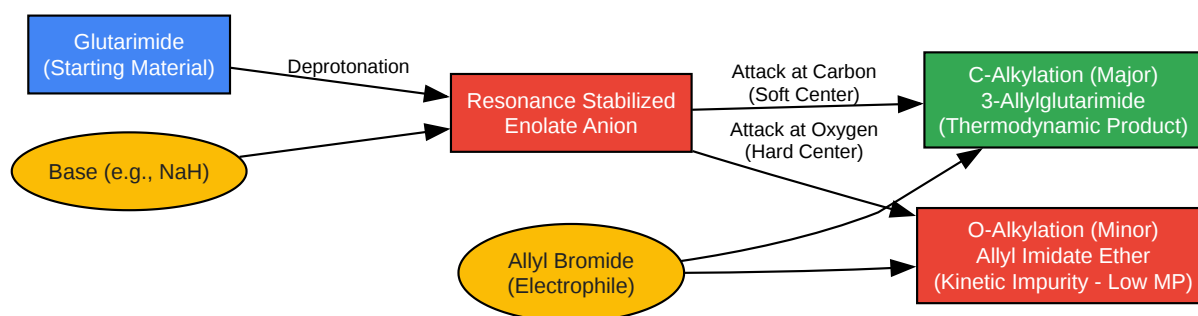 Glutarimide
(Starting Material)
Deprotonation
Base (e.g., NaH)
Resonance Stabilized
Enolate Anion
Attack at Carbon
(Soft Center)
Attack at Oxygen
(Hard Center)
Allyl Bromide
(Electrophile)
C-Alkylation (Major)
3-Allylglutarimide
(Thermodynamic Product)
O-Alkylation (Minor)
Allyl Imidate Ether
(Kinetic Impurity - Low MP)